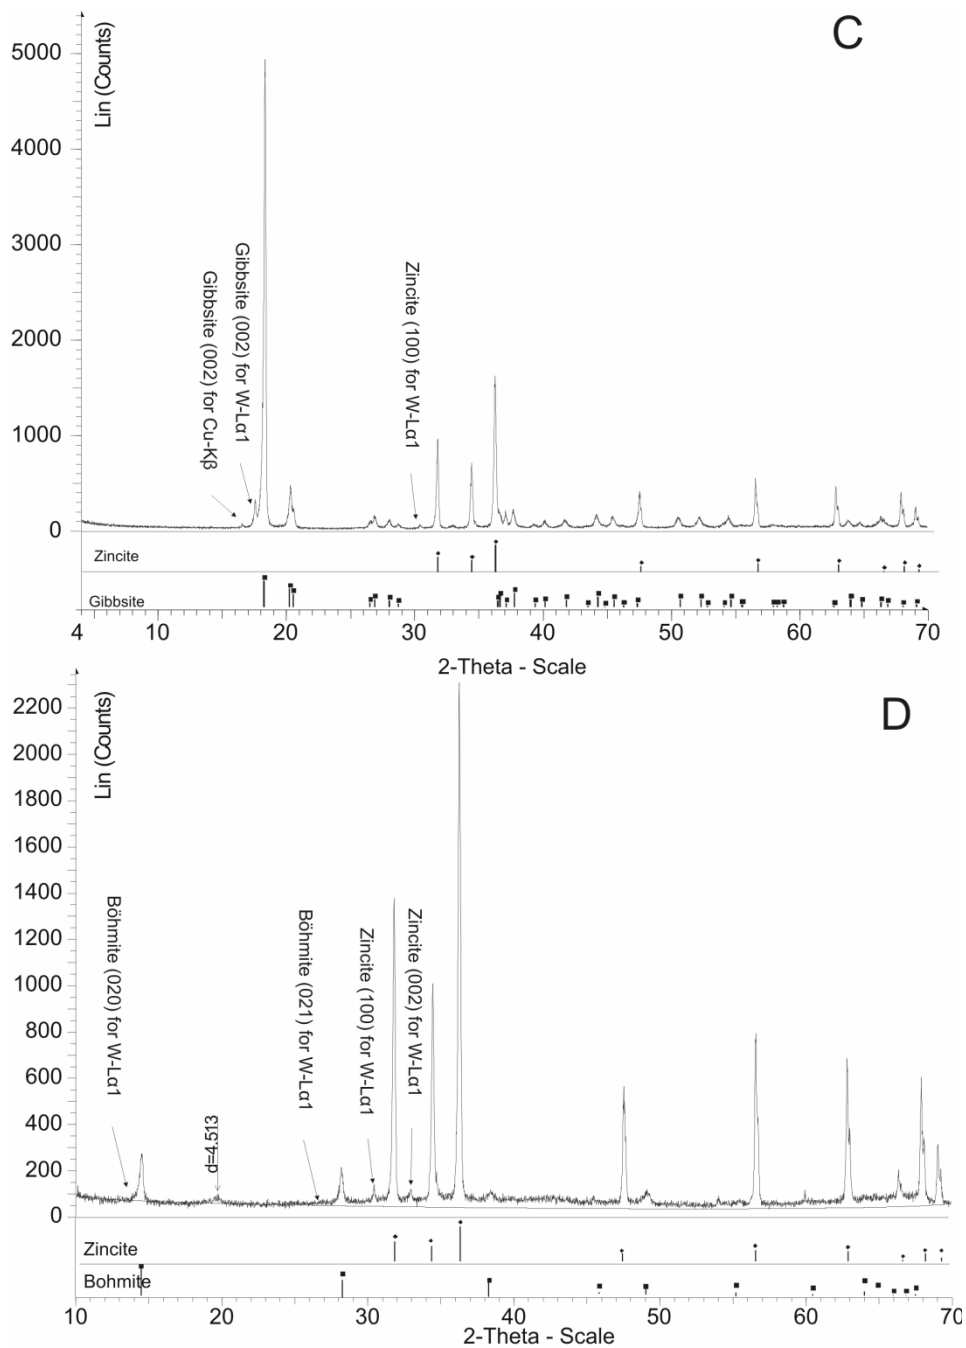 C
Lin (Counts)
5000
4000
3000
2000
1000
0
Gibbsite (002) for Cu-Kβ
Gibbsite (002) for W-Lα1
Zincite (100) for W-Lα1
Zincite
Gibbsite
4 10 20 30 40 50 60 70
2-Theta - Scale
D
Lin (Counts)
2200
2000
1800
1600
1400
1200
1000
800
600
400
200
0
Böhmite (020) for W-Lα1
d=4.513
Böhmite (021) for W-Lα1
Zincite (100) for W-Lα1
Zincite (002) for W-Lα1
Zincite
Bohmite
10 20 30 40 50 60 70
2-Theta - Scale